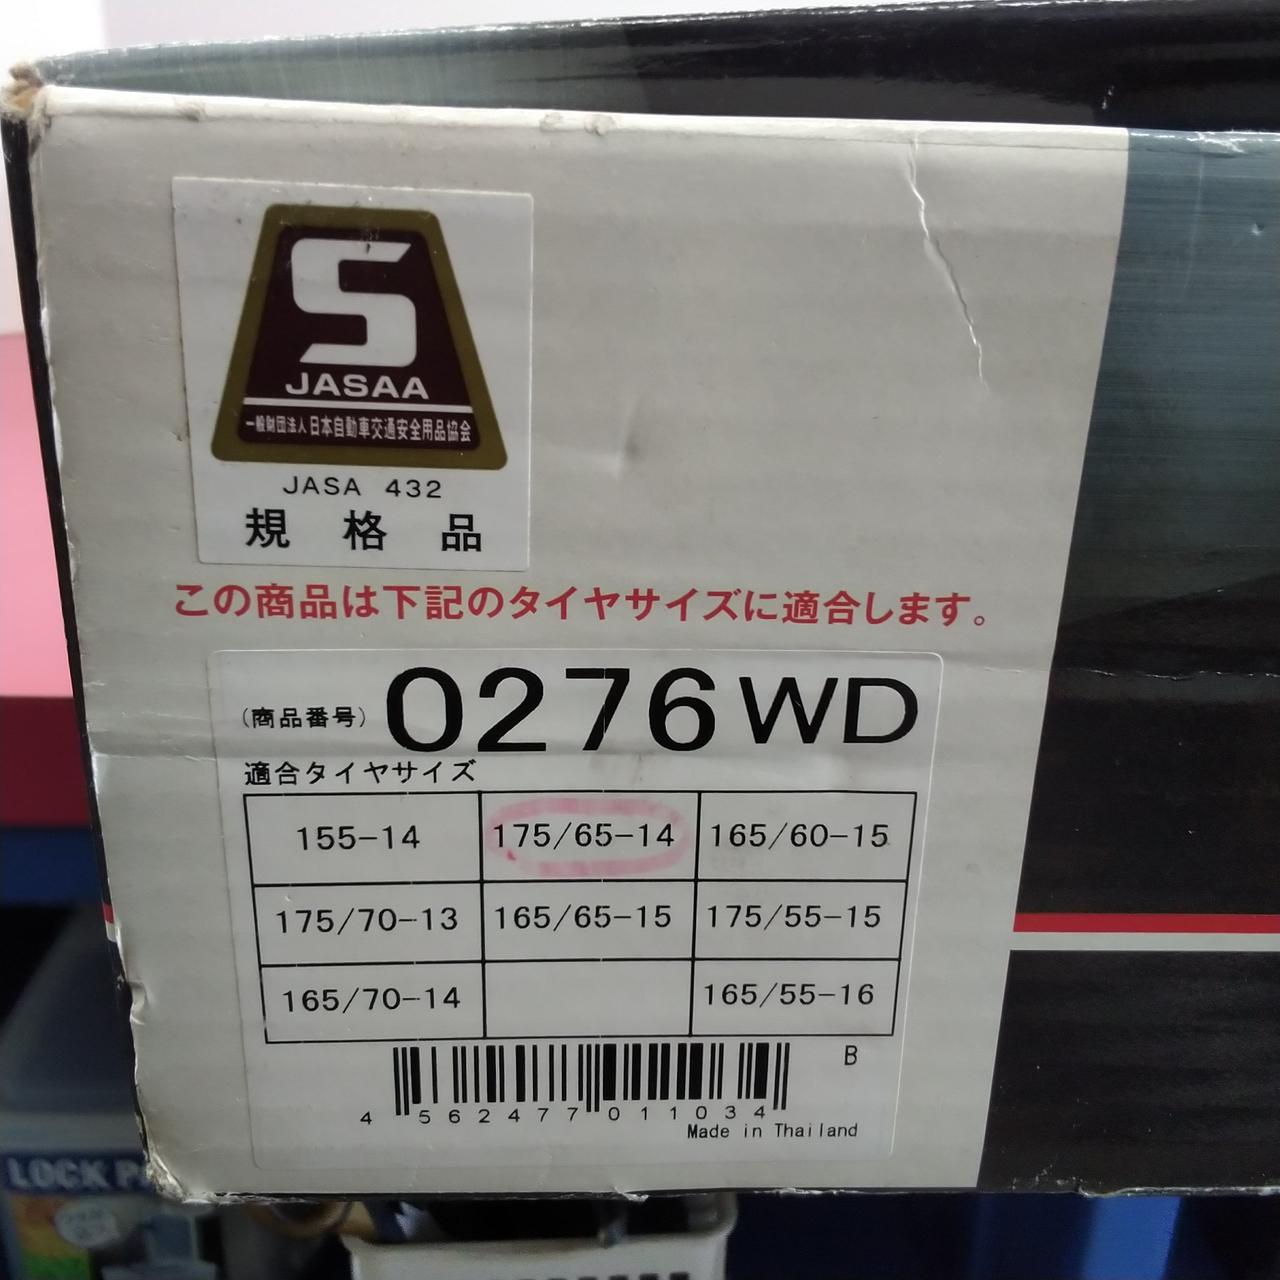 S
JASAA
一般財団法人 日本自動車交通安全用品協会
JASA 432
規格品
この商品は下記のタイヤサイズに適合します。
(商品番号) 0276WD
適合タイヤサイズ
155-14 175/65-14 165/60-15
175/70-13 165/65-15 175/55-15
165/70-14 165/55-16
B
4 562477 011034
Made in Thailand
LOCK P